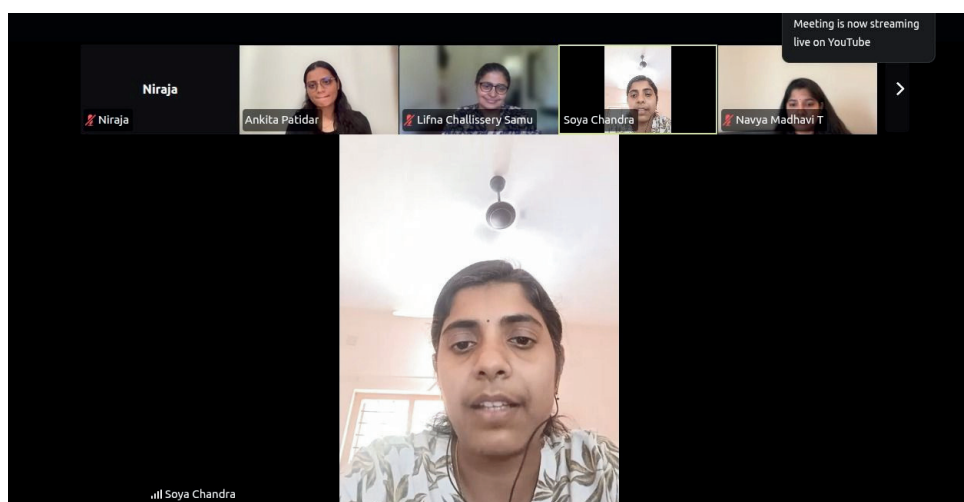 Meeting is now streaming
live on YouTube
Niraja
Niraja
Ankita Patidar
Lifna Challissery Samu
Soya Chandra
Navya Madhavi T
Soya Chandra